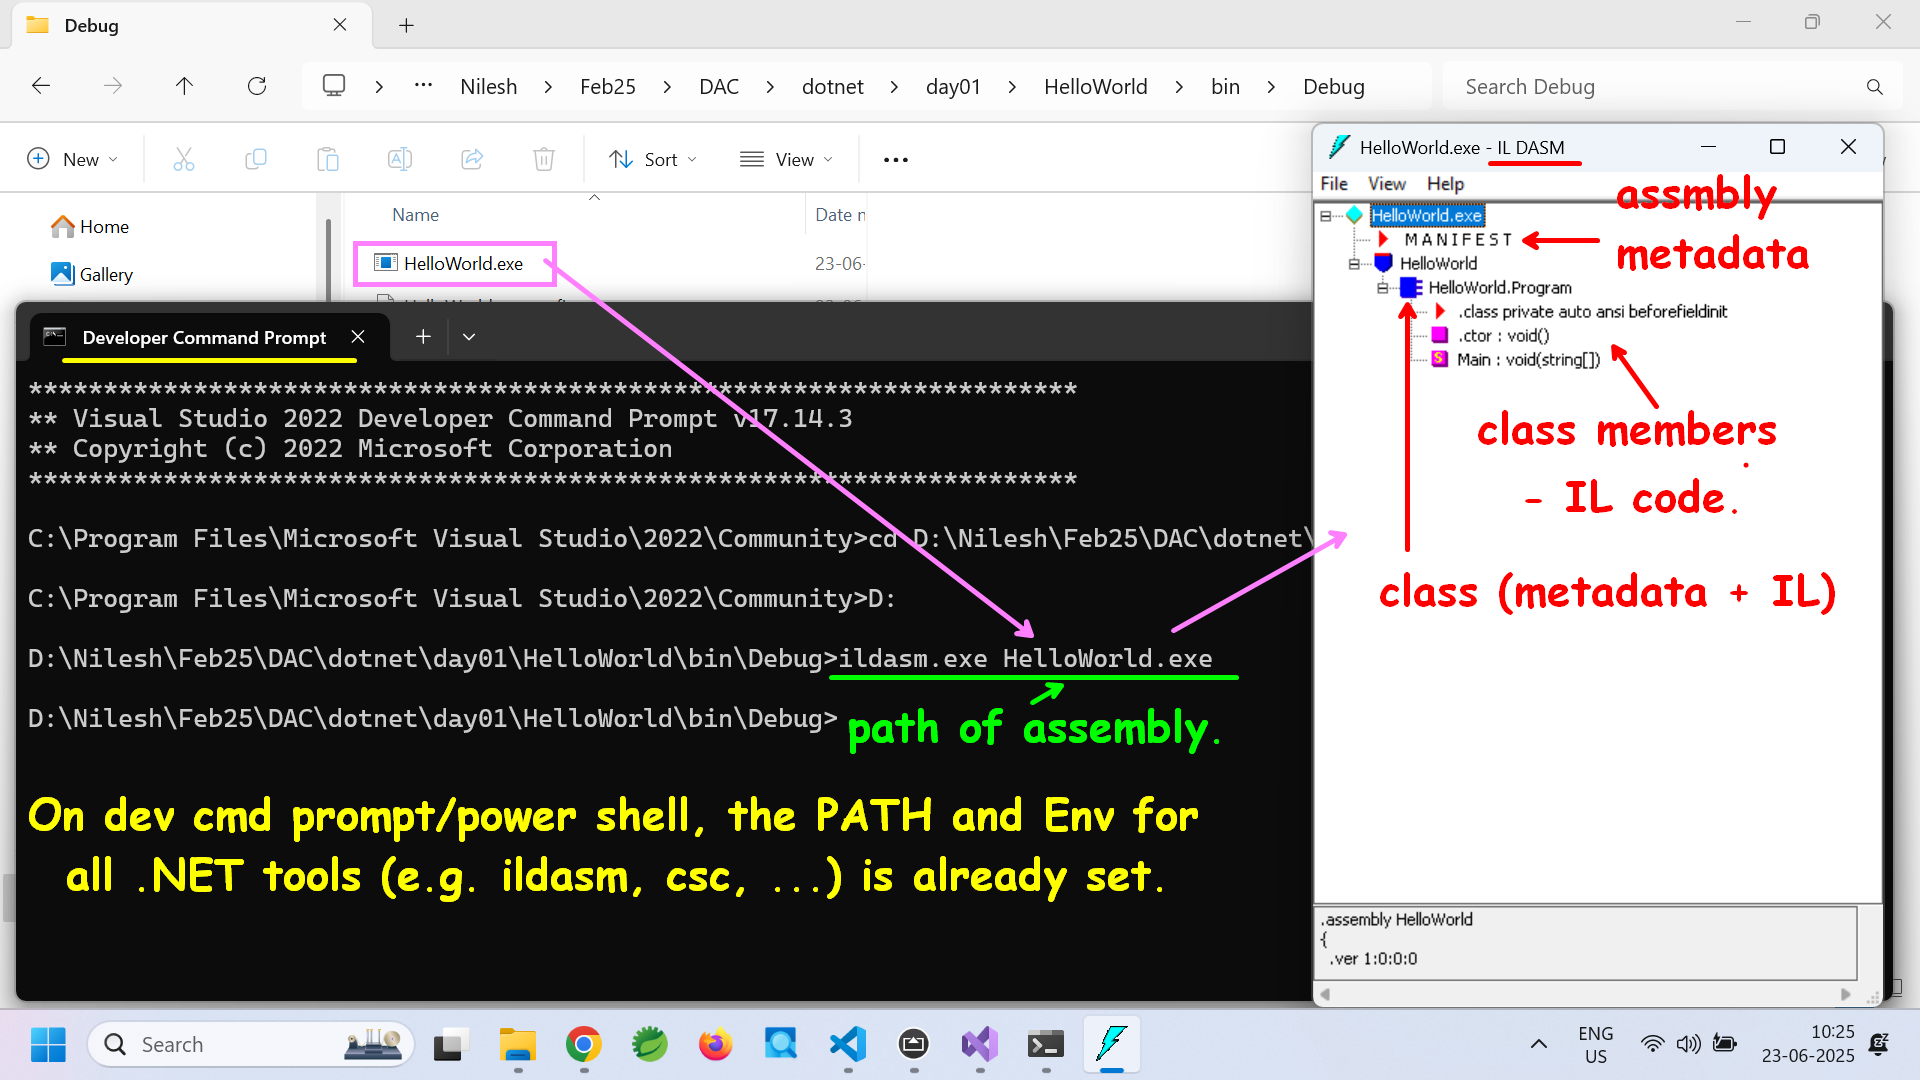 Debug
Nilesh > Feb25 > DAC > dotnet > day01 > HelloWorld > bin > Debug
Search Debug
New
Sort
View
Home
Gallery
Name
Date n
HelloWorld.exe
23-06-
Developer Command Prompt
***********************************************************************
** Visual Studio 2022 Developer Command Prompt v17.14.3
** Copyright (c) 2022 Microsoft Corporation
***********************************************************************
C:\Program Files\Microsoft Visual Studio\2022\Community>cd D:\Nilesh\Feb25\DAC\dotnet\
C:\Program Files\Microsoft Visual Studio\2022\Community>D:
D:\Nilesh\Feb25\DAC\dotnet\day01\HelloWorld\bin\Debug>ildasm.exe HelloWorld.exe
D:\Nilesh\Feb25\DAC\dotnet\day01\HelloWorld\bin\Debug>
path of assembly.
On dev cmd prompt/power shell, the PATH and Env for
all .NET tools (e.g. ildasm, csc, ...) is already set.
HelloWorld.exe - IL DASM
File View Help
HelloWorld.exe
MANIFEST
HelloWorld
HelloWorld.Program
.class private auto ansi beforefieldinit
.ctor : void()
S
Main : void(string[])
assmbly
metadata
class members
- IL code.
class (metadata + IL)
.assembly HelloWorld
{
.ver 1:0:0:0
Search
ENG
US
10:25
23-06-2025